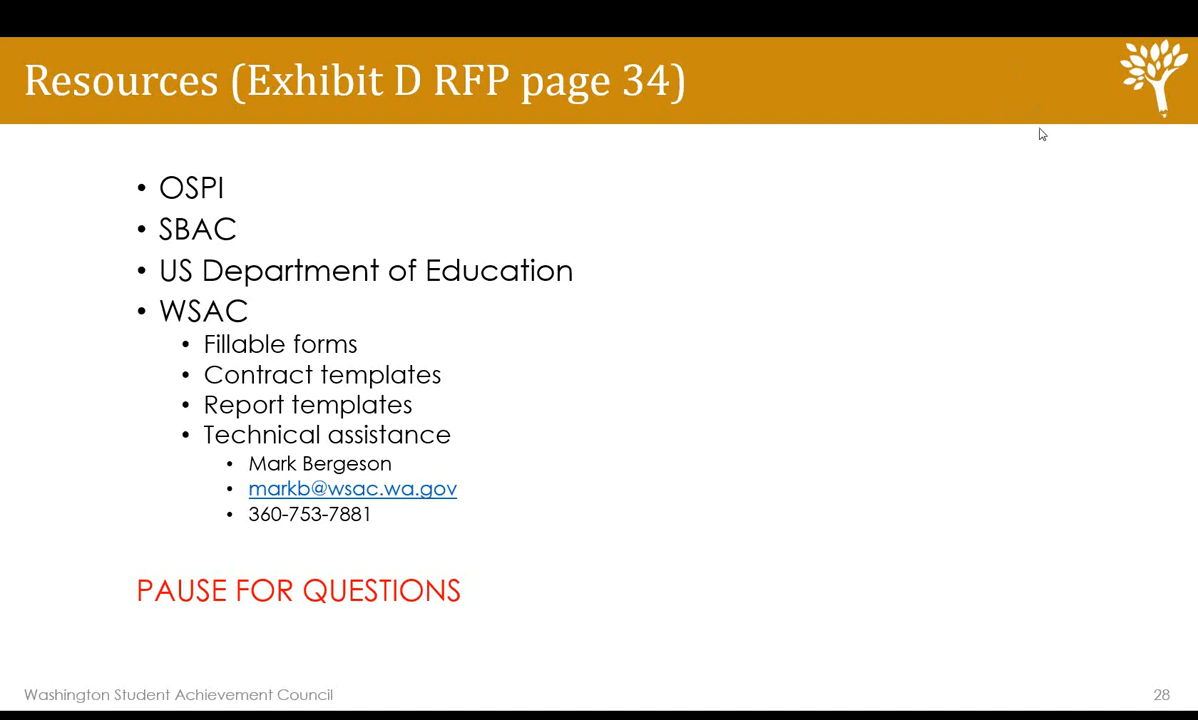 Resources (Exhibit D RFP page 34)
• OSPI
• SBAC
• US Department of Education
• WSAC
• Fillable forms
• Contract templates
• Report templates
• Technical assistance
• Mark Bergeson
• markb@wsac.wa.gov
• 360-753-7881
PAUSE FOR QUESTIONS
Washington Student Achievement Council 28